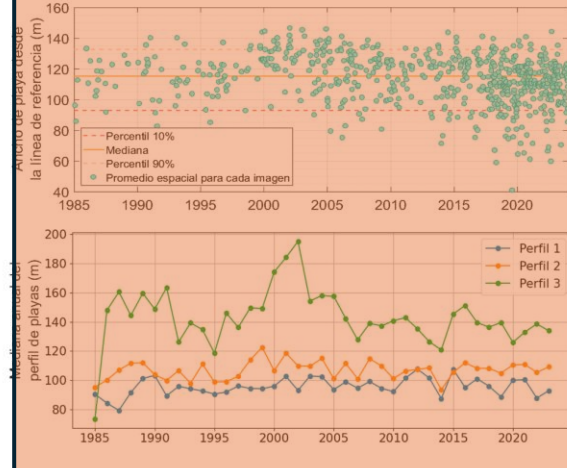 160
140
120
100
80
60
40
Ancho de playa desde
la línea de referencia (m)
Percentil 10%
Mediana
Percentil 90%
Promedio espacial para cada imagen
1985 1990 1995 2000 2005 2010 2015 2020
200
180
160
140
120
100
80
Mediana anual del
perfil de playas (m)
Perfil 1
Perfil 2
Perfil 3
1985 1990 1995 2000 2005 2010 2015 2020